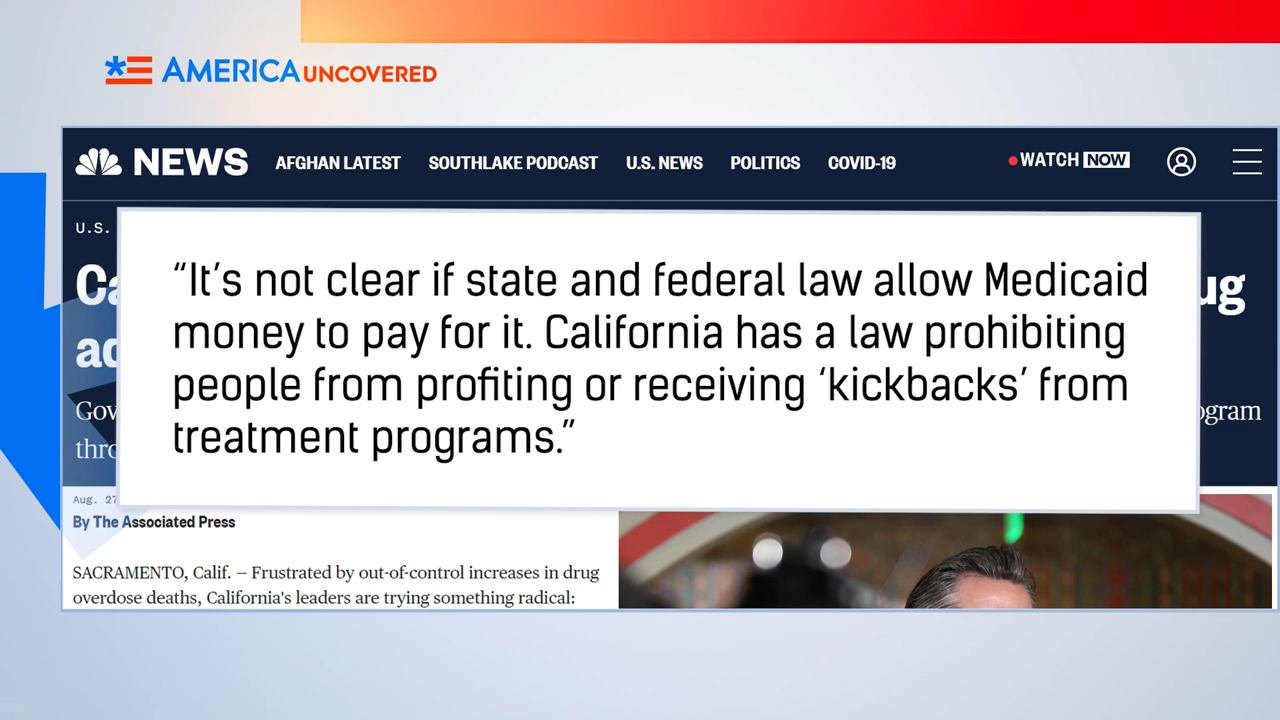 AMERICA UNCOVERED
NEWS AFGHAN LATEST SOUTHLAKE PODCAST U.S. NEWS POLITICS COVID-19 WATCH NOW
U.S.
“It’s not clear if state and federal law allow Medicaid
money to pay for it. California has a law prohibiting
people from profiting or receiving ‘kickbacks’ from
treatment programs.”
Aug. 27
By The Associated Press
SACRAMENTO, Calif. – Frustrated by out-of-control increases in drug
overdose deaths, California's leaders are trying something radical: